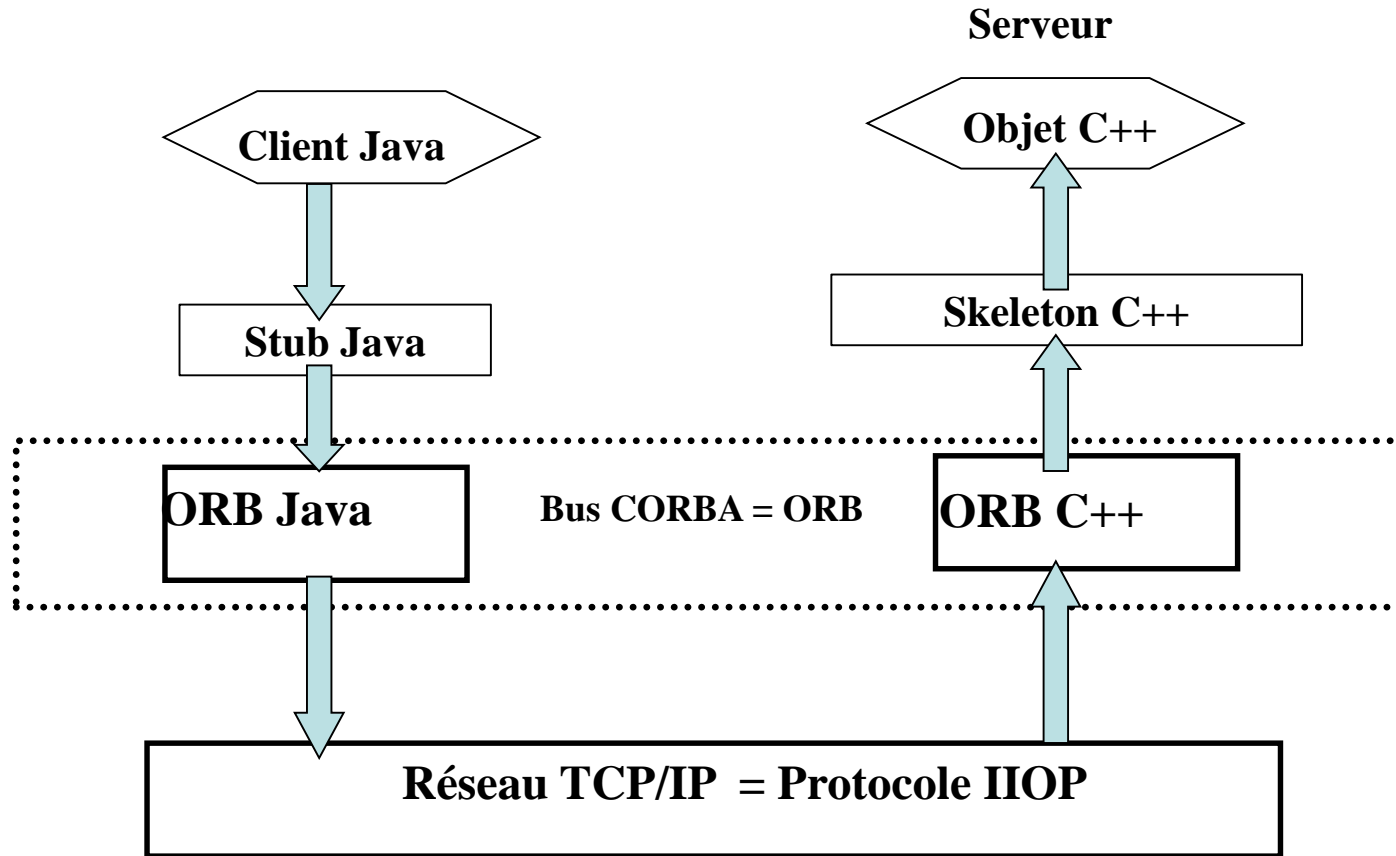 Serveur
Client Java
Objet C++
Stub Java
Skeleton C++
ORB Java
Bus CORBA = ORB
ORB C++
Réseau TCP/IP = Protocole IIOP